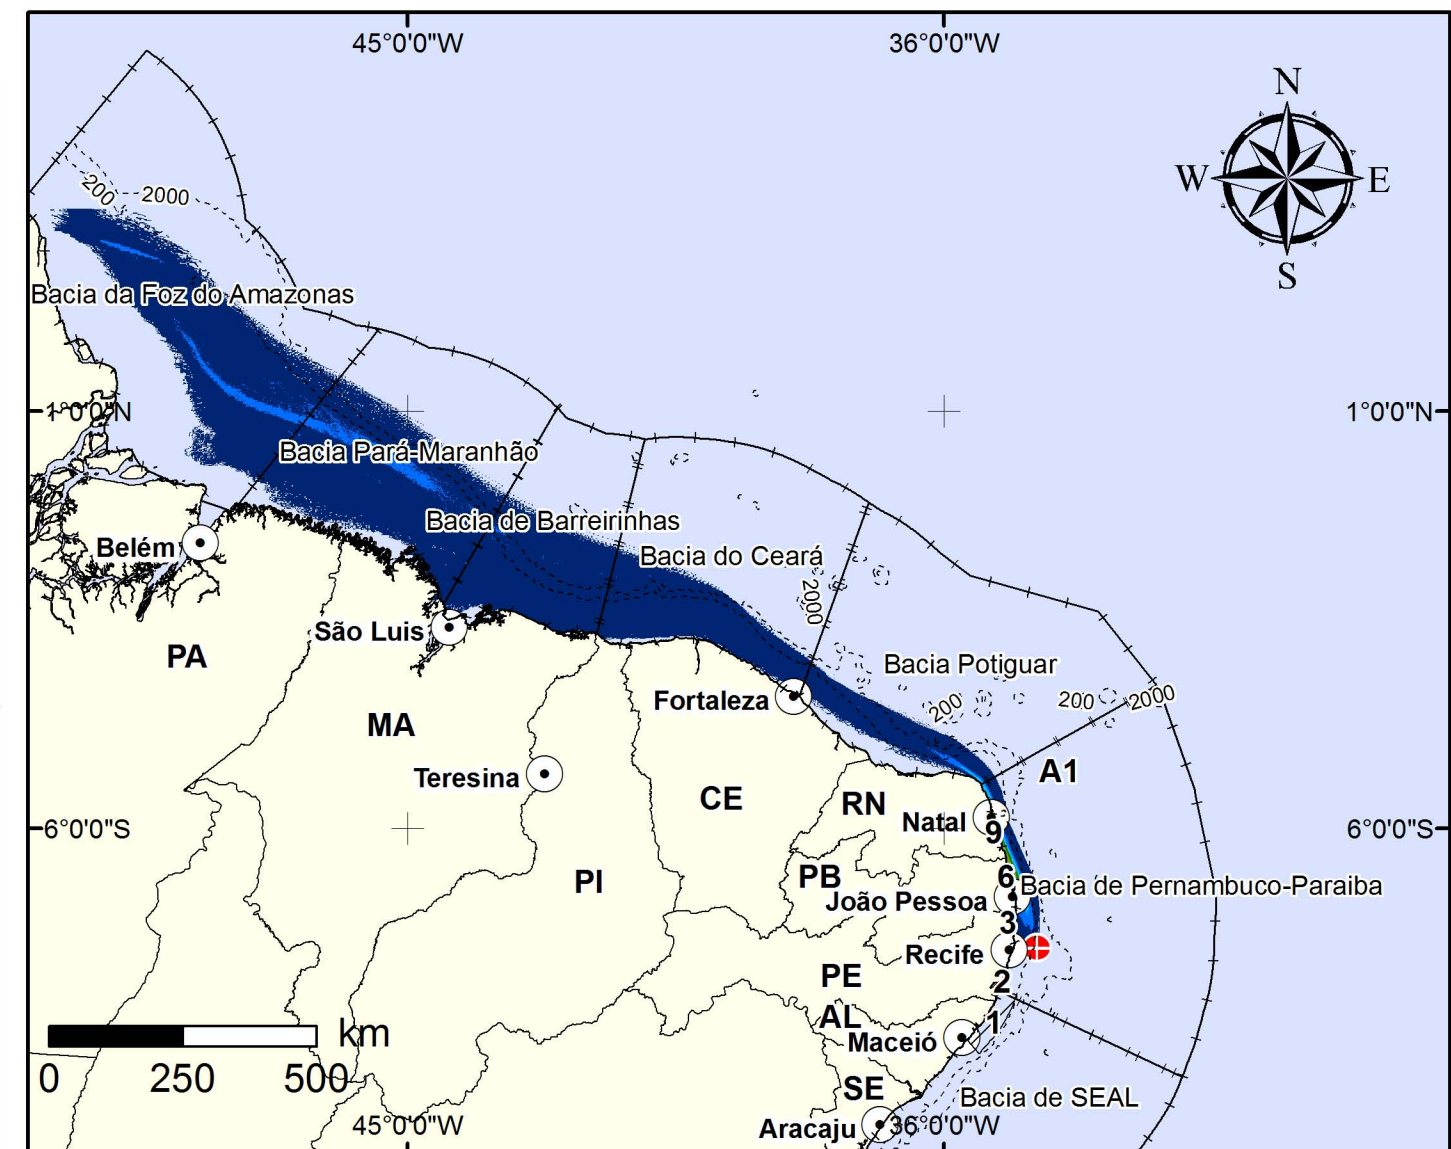 45°0'0"W
36°0'0"W
N
W
E
S
200
2000
Bacia da Foz do Amazonas
1°0'0"N
1°0'0"N
Bacia Pará-Maranhão
Bacia de Barreirinhas
Bacia do Ceará
Belém
2000
São Luis
PA
Bacia Potiguar
Fortaleza
200
200
2000
MA
Teresina
A1
CE
RN
Natal
9
6°0'0"S
6°0'0"S
PI
PB
6
Bacia de Pernambuco-Paraiba
João Pessoa
3
Recife
PE
2
AL
1
Maceió
km
0
250
500
SE
Bacia de SEAL
45°0'0"W
Aracaju
36°0'0"W